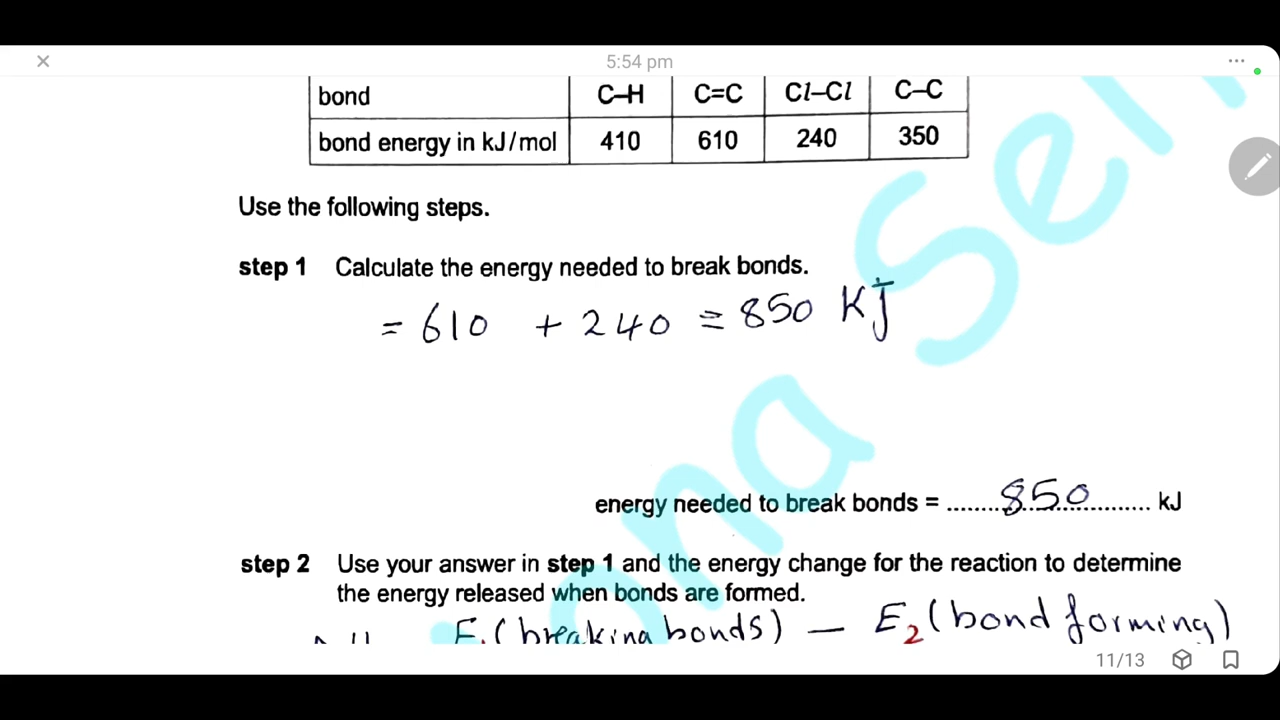 5:54 pm
bond C–H C=C Cl–Cl C–C
bond energy in kJ/mol 410 610 240 350
Use the following steps.
step 1 Calculate the energy needed to break bonds.
= 610 + 240 = 850 KJ
energy needed to break bonds = ........850............ kJ
step 2 Use your answer in step 1 and the energy change for the reaction to determine
the energy released when bonds are formed.
(breaking bonds) — E2 (bond forming)
11/13